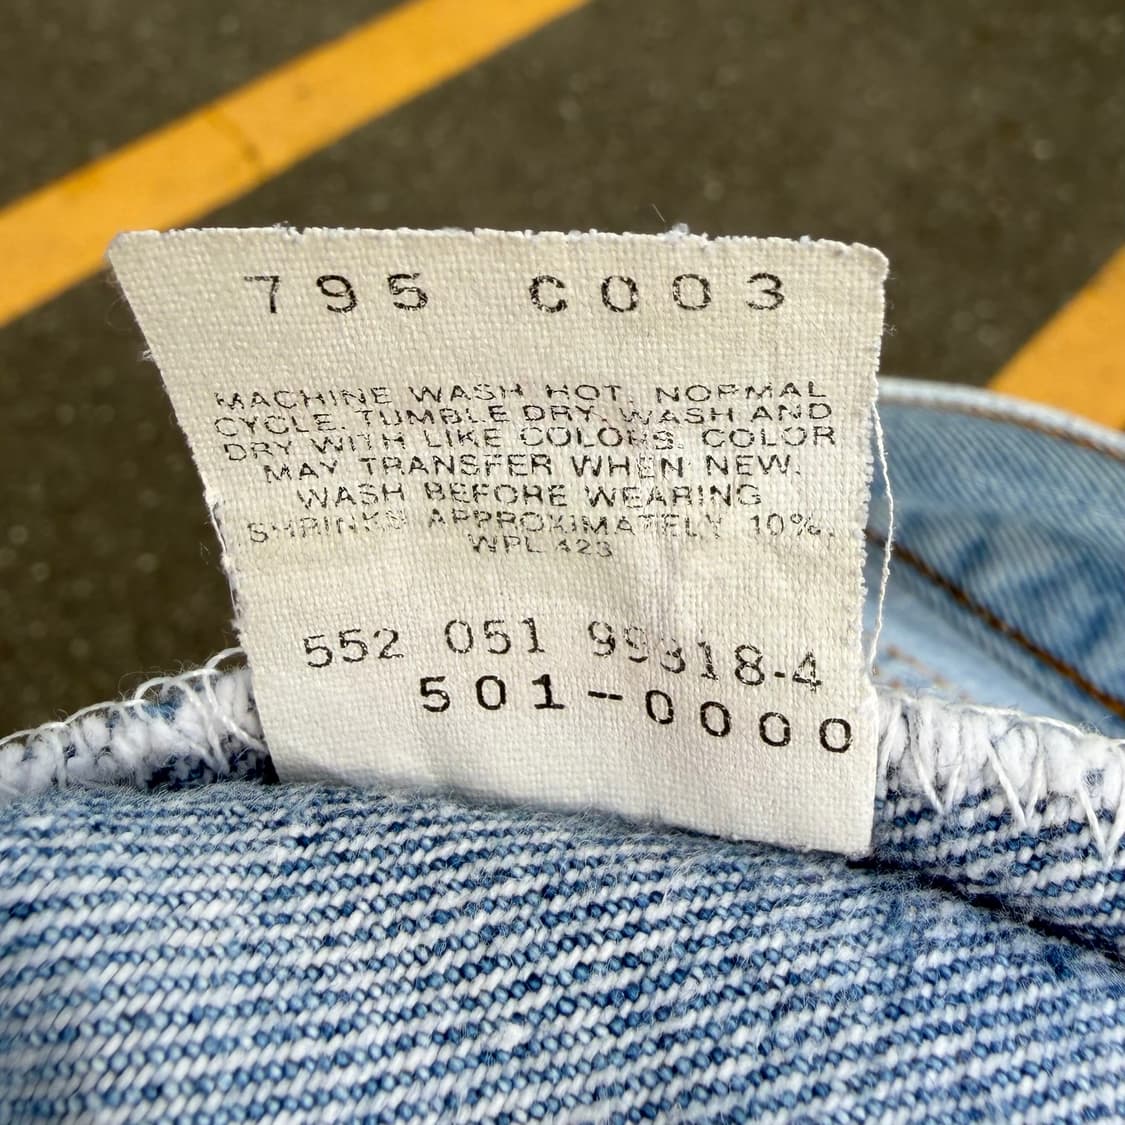 795 C003
MACHINE WASH HOT, NORMAL
CYCLE. TUMBLE DRY. WASH AND
DRY WITH LIKE COLORS. COLOR
MAY TRANSFER WHEN NEW.
WASH BEFORE WEARING
SHRINKS APPROXIMATELY 10%.
WPL 423
552 051 99318-4
501-0000